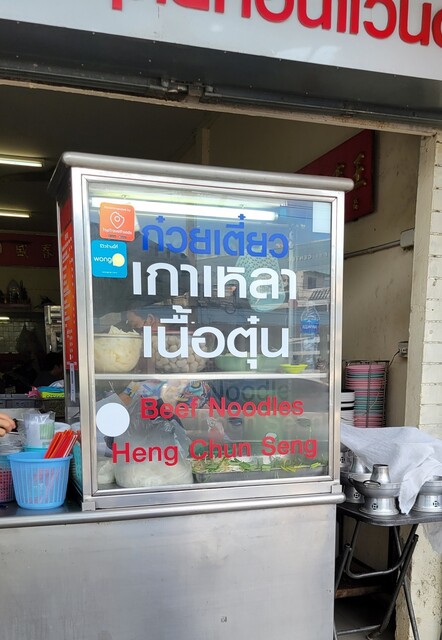 ก๋วยเตี๋ยว
เกาเหลา
เนื้อตุ๋น
wong
Beef Noodles
Heng Chun Seng